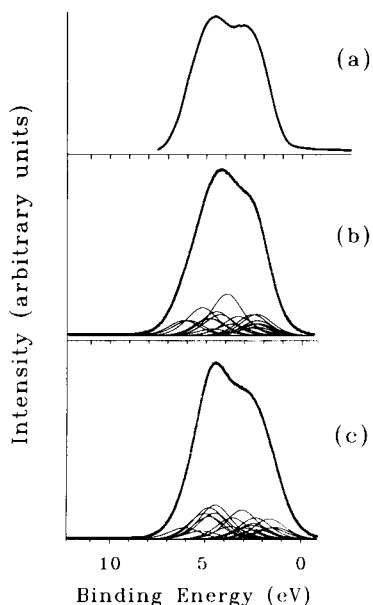 (a)
(b)
(c)
Intensity (arbitrary units)
10 5 0
Binding Energy (eV)